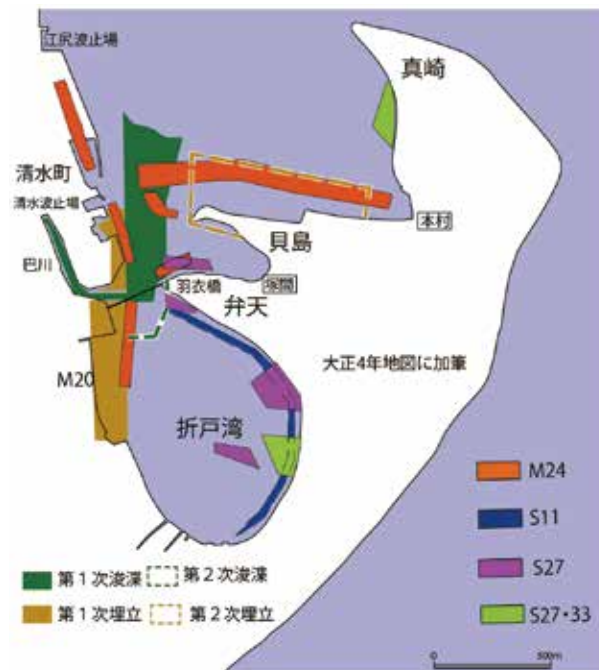 江尻波止場
真崎
清水町
清水波止場
本村
貝島
巴川
羽衣橋
弁天
大正4年地図に加筆
M20
折戸湾
M24
S11
S27
S27・33
第1次浚渫
第2次浚渫
第1次埋立
第2次埋立
0
500m